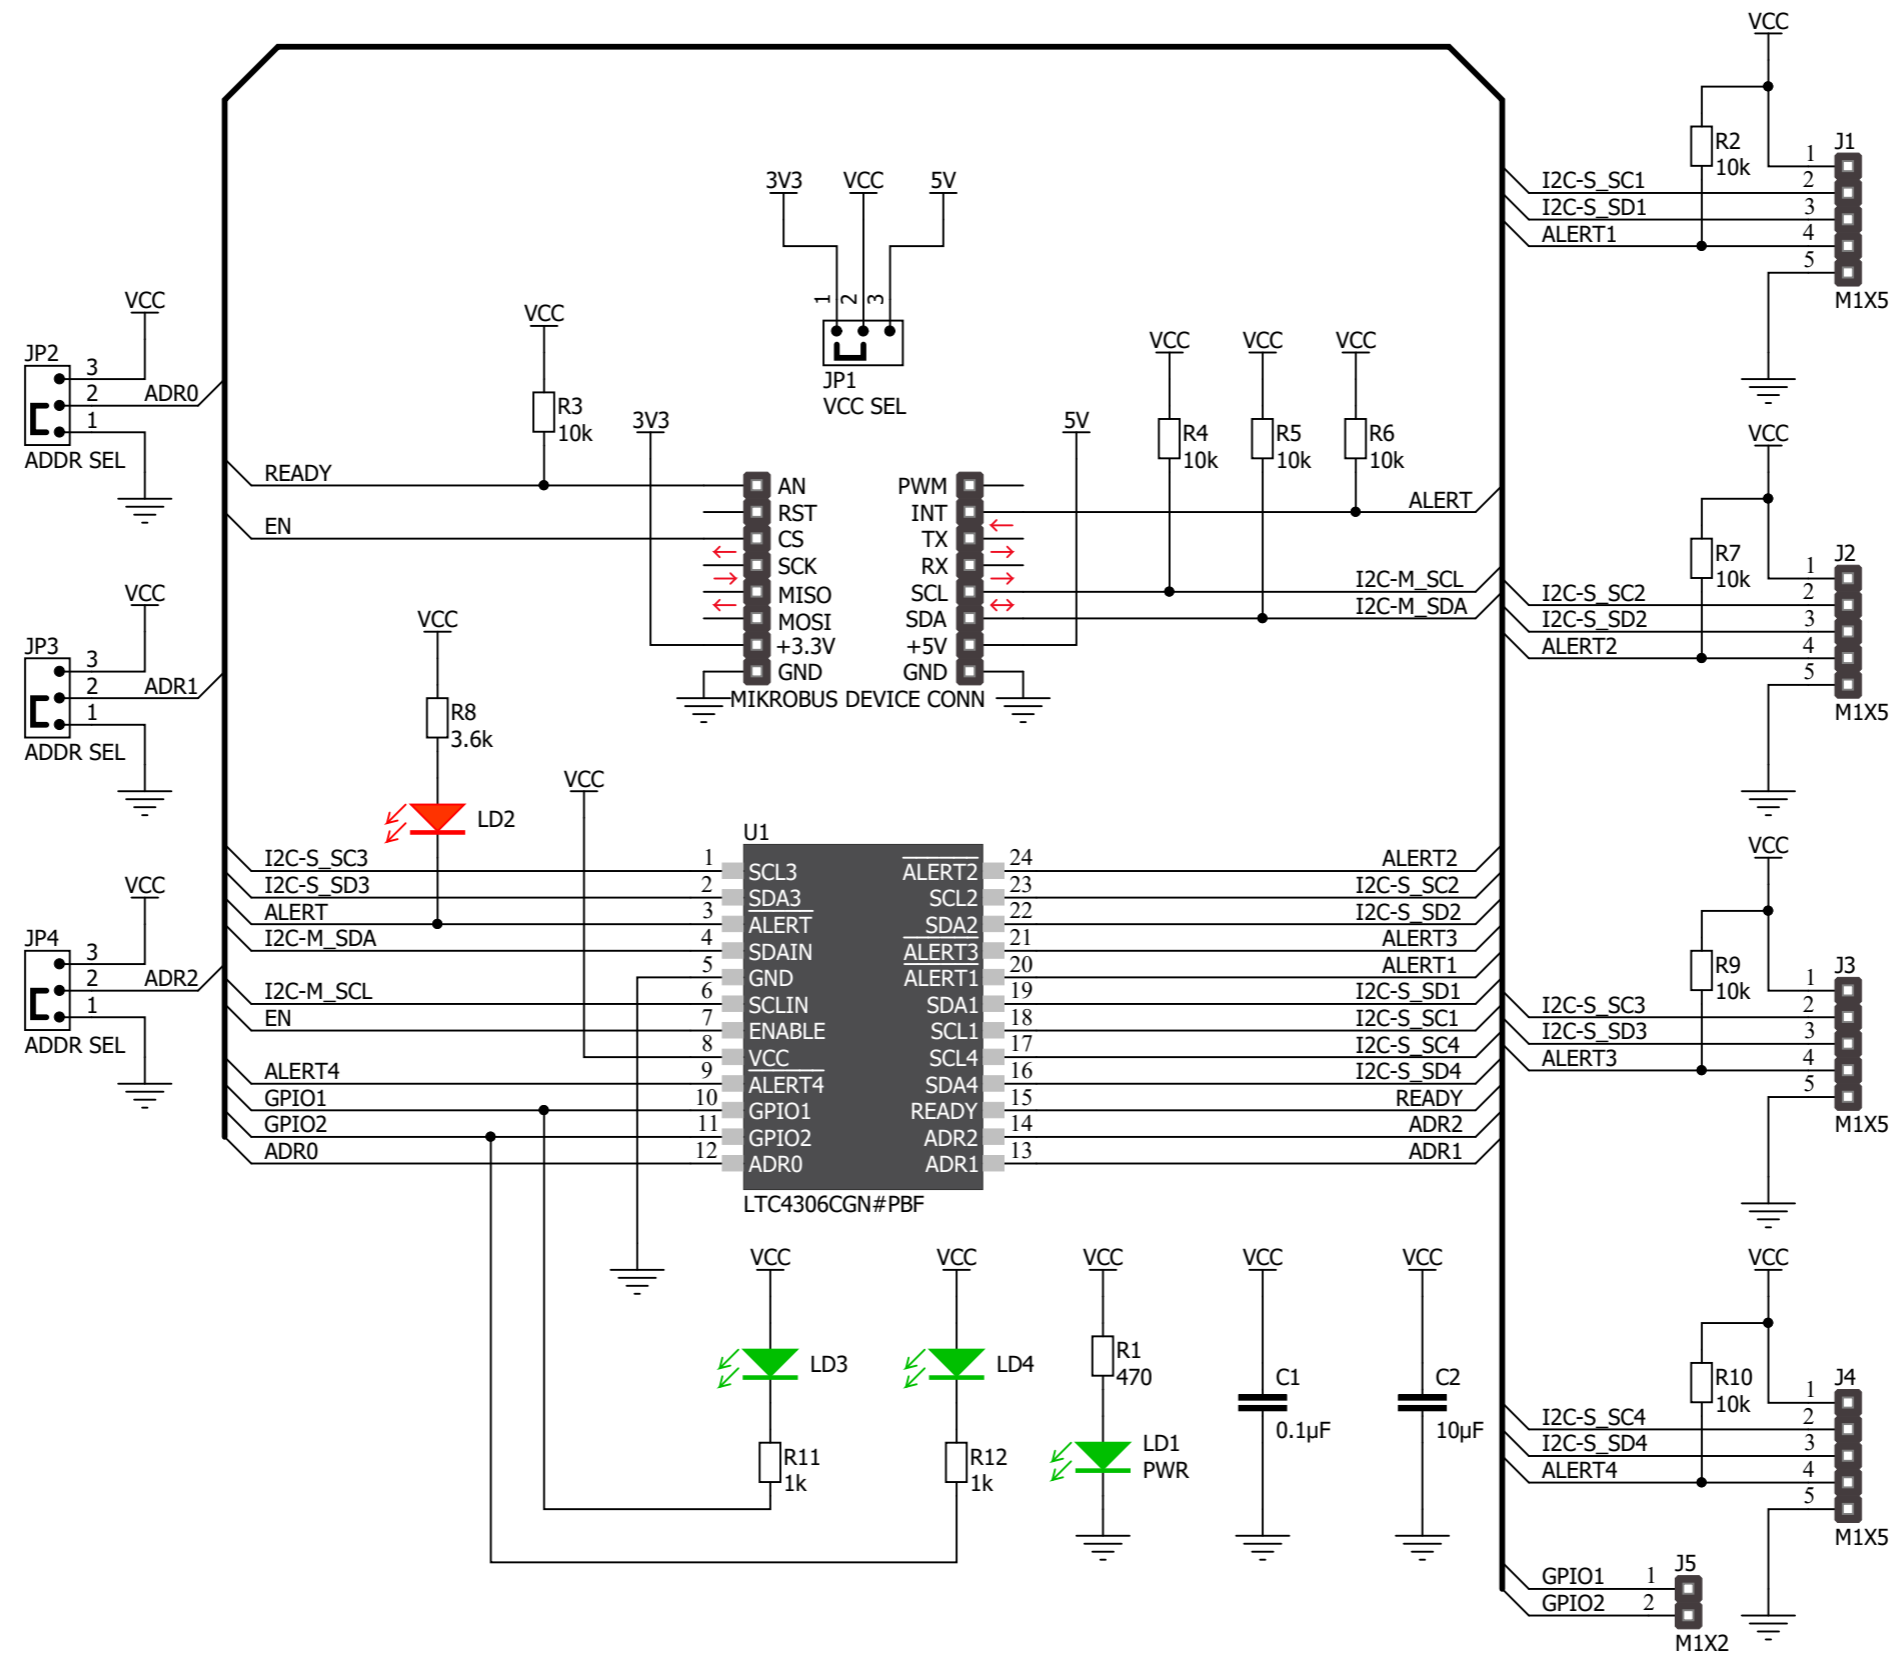 VCC
R2
10k
J1
1
I2C-S_SC1
2
I2C-S_SD1
3
ALERT1
4
5
M1X5
3V3
VCC
5V
1
2
3
JP1
VCC SEL
VCC
JP2
3
2
ADR0
1
ADDR SEL
VCC
R3
10k
3V3
READY
EN
AN
RST
CS
SCK
MISO
MOSI
+3.3V
GND
PWM
INT
TX
RX
SCL
SDA
+5V
GND
MIKROBUS DEVICE CONN
5V
VCC
R4
10k
VCC
R5
10k
VCC
R6
10k
ALERT
I2C-M_SCL
I2C-M_SDA
VCC
R7
10k
J2
1
I2C-S_SC2
2
I2C-S_SD2
3
ALERT2
4
5
M1X5
VCC
JP3
3
2
ADR1
1
ADDR SEL
VCC
R8
3.6k
LD2
VCC
JP4
3
2
ADR2
1
ADDR SEL
VCC
U1
I2C-S_SC3
1
SCL3
I2C-S_SD3
2
SDA3
ALERT
3
ALERT
I2C-M_SDA
4
SDAIN
5
GND
I2C-M_SCL
6
SCLIN
EN
7
ENABLE
8
VCC
ALERT4
9
ALERT4
GPIO1
10
GPIO1
GPIO2
11
GPIO2
ADR0
12
ADR0
ALERT2
24
ALERT2
SCL2
23
I2C-S_SC2
SDA2
22
I2C-S_SD2
ALERT3
21
ALERT3
ALERT1
20
ALERT1
SDA1
19
I2C-S_SD1
SCL1
18
I2C-S_SC1
SCL4
17
I2C-S_SC4
SDA4
16
I2C-S_SD4
READY
15
READY
ADR2
14
ADR2
ADR1
13
ADR1
LTC4306CGN#PBF
VCC
R9
10k
J3
1
I2C-S_SC3
2
I2C-S_SD3
3
ALERT3
4
5
M1X5
VCC
LD3
R11
1k
VCC
LD4
R12
1k
VCC
R1
470
LD1
PWR
VCC
C1
0.1µF
VCC
C2
10µF
VCC
R10
10k
J4
1
I2C-S_SC4
2
I2C-S_SD4
3
ALERT4
4
5
M1X5
J5
GPIO1
1
GPIO2
2
M1X2